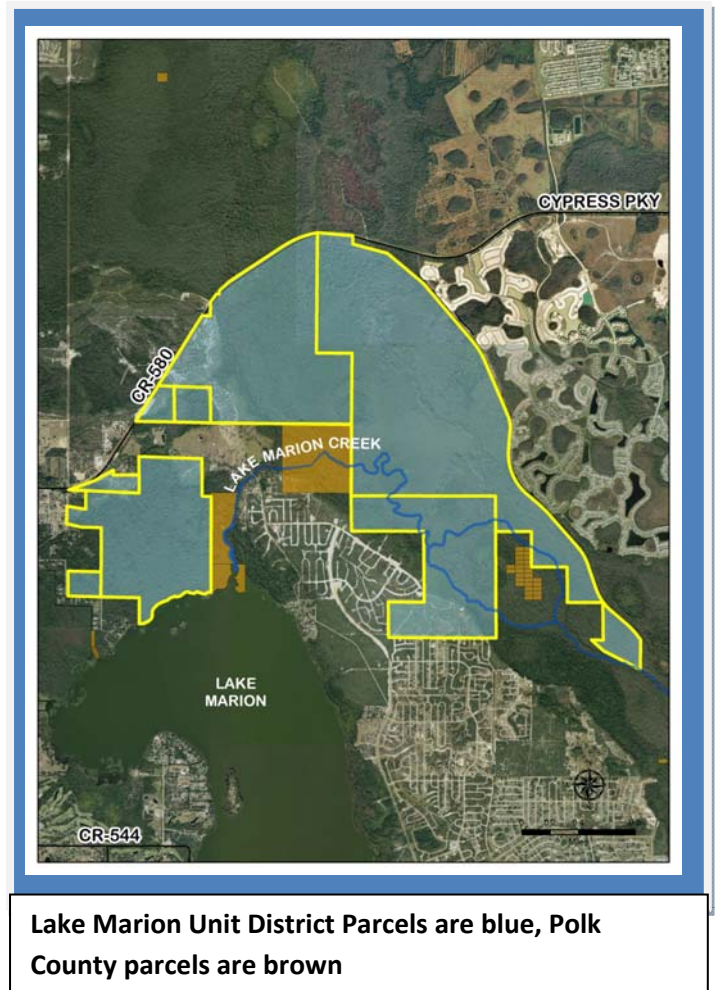 CYPRESS PKY
CR-580
LAKE MARION CREEK
LAKE
MARION
CR-544
Lake Marion Unit District Parcels are blue, Polk
County parcels are brown